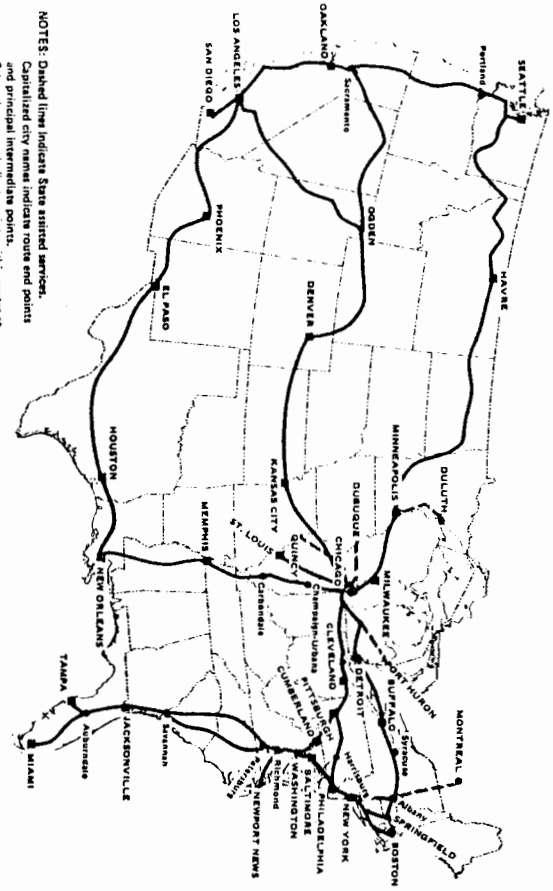 SEATTLE
Portland
OAKLAND
Sacramento
LOS ANGELES
SAN DIEGO
OGDEN
PHOENIX
EL PASO
HAVRE
DENVER
HOUSTON
NEW ORLEANS
MINNEAPOLIS
DULUTH
KANSAS CITY
DUBUQUE
QUINCY
ST. LOUIS
MEMPHIS
CHICAGO
MILWAUKEE
Champaign-Urbana
Carbondale
CLEVELAND
DETROIT
PORT HURON
BUFFALO
Syracuse
MONTREAL
Albany
SPRINGFIELD
BOSTON
NEW YORK
PHILADELPHIA
Harrisburg
PITTSBURGH
CUMBERLAND
BALTIMORE
WASHINGTON
Richmond
NEWPORT NEWS
Petersburg
Savannah
JACKSONVILLE
Auburndale
TAMPA
MIAMI
NOTES: Dashed lines indicate State assisted services.
Capitalized city names indicate route end points
and principal intermediate points.